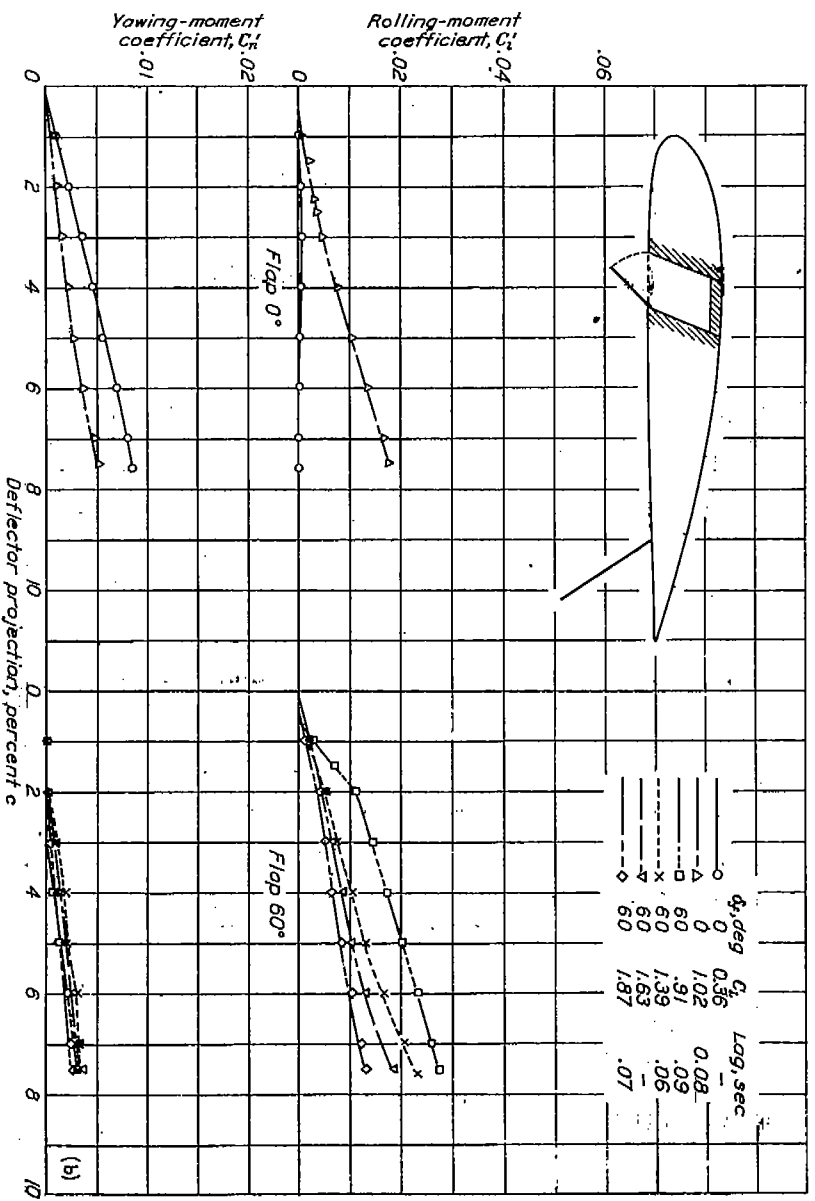 δf, deg   CL   Lag, sec
0   0.36   —
0   1.02   0.08
60   .91   .09
60   1.39   .06
60   1.63   —
60   1.87   .07
Rolling-moment
coefficient, Cl'
.06
.04
.02
0
Flap 0°
Flap 60°
Yawing-moment
coefficient, Cn'
.02
.01
0
0   2   4   6   8   10   0   2   4   6   8   10
Deflector projection, percent c
(b)